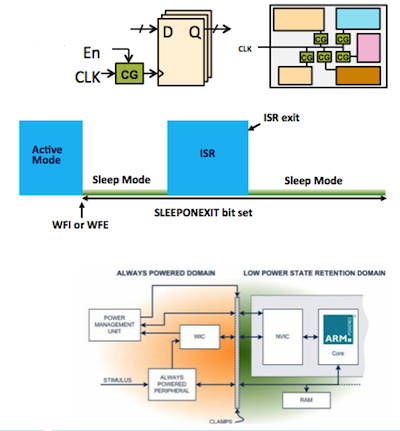 En
CLK
CG
D Q
CLK
CG CG
CG CG CG
Active
Mode
Sleep Mode
ISR
ISR exit
Sleep Mode
SLEEPONEXIT bit set
WFI or WFE
ALWAYS POWERED DOMAIN
LOW POWER STATE RETENTION DOMAIN
POWER
MANAGEMENT
UNIT
WIC
NVIC
ARM
POWERED
Core
STIMULUS
ALWAYS
POWERED
PERIPHERAL
RAM
CLAMPS